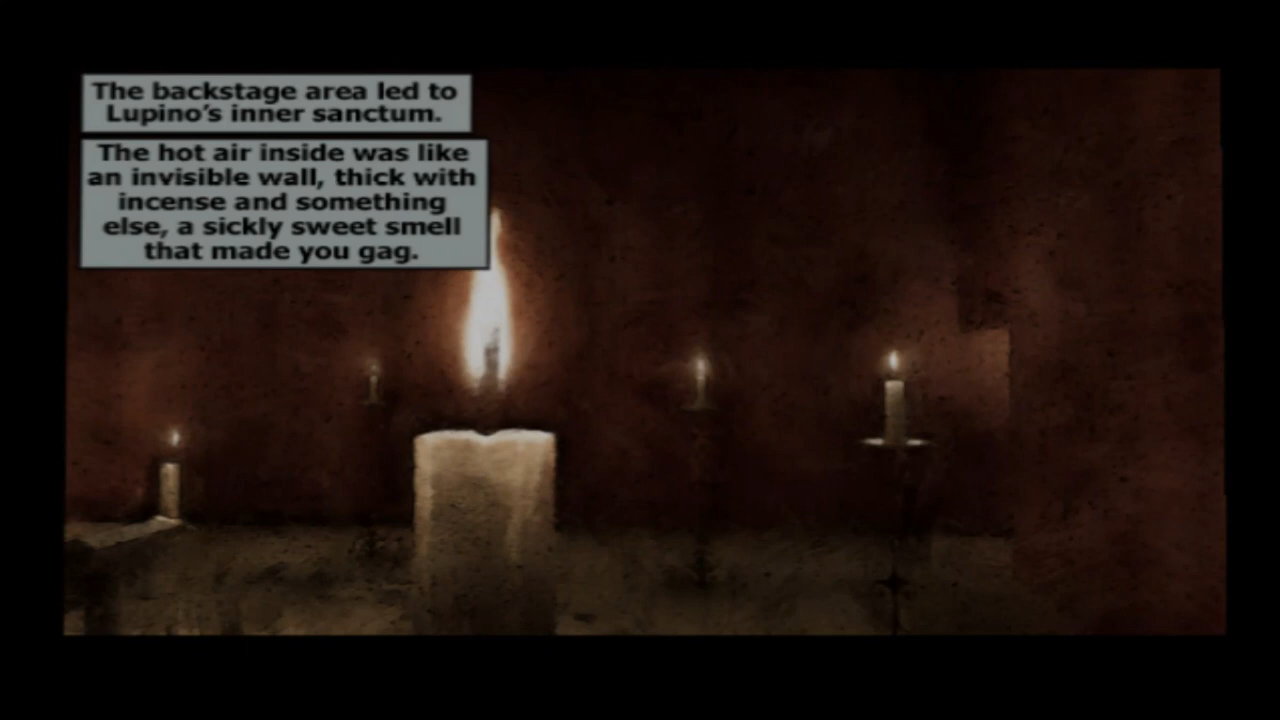 The backstage area led to
Lupino's inner sanctum.
The hot air inside was like
an invisible wall, thick with
incense and something
else, a sickly sweet smell
that made you gag.